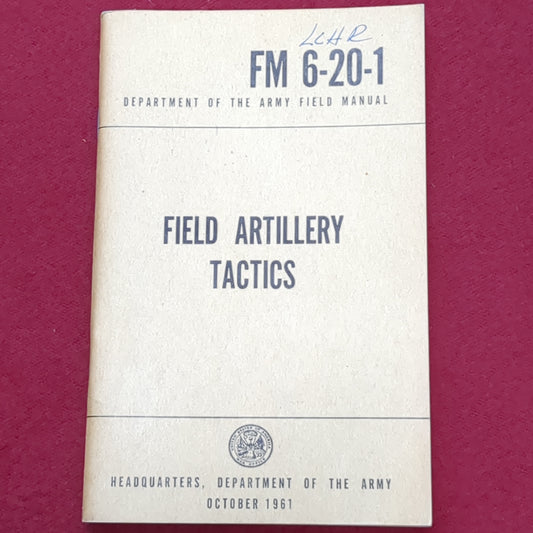 LCHR
FM 6-20-1
DEPARTMENT OF THE ARMY FIELD MANUAL
FIELD ARTILLERY
TACTICS
HEADQUARTERS, DEPARTMENT OF THE ARMY
OCTOBER 1961